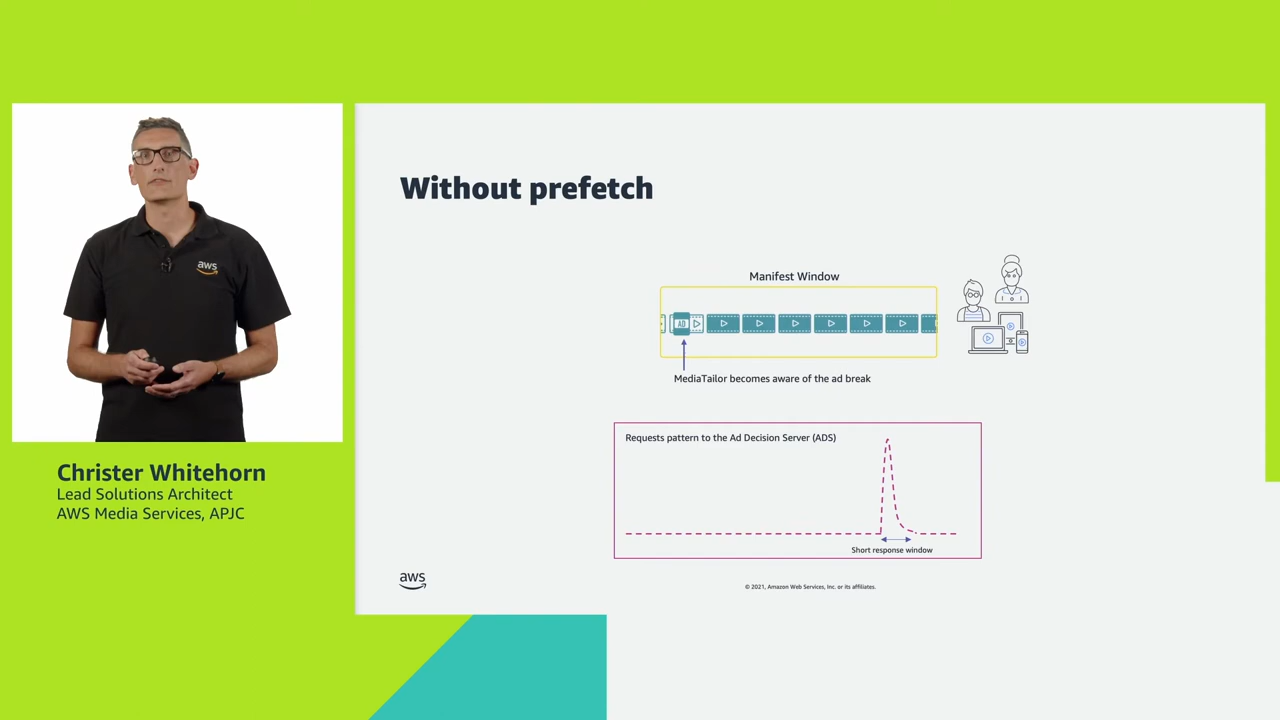 aws
Christer Whitehorn
Lead Solutions Architect
AWS Media Services, APJC
Without prefetch
Manifest Window
AD
MediaTailor becomes aware of the ad break
Requests pattern to the Ad Decision Server (ADS)
Short response window
aws
© 2021, Amazon Web Services, Inc. or its affiliates.